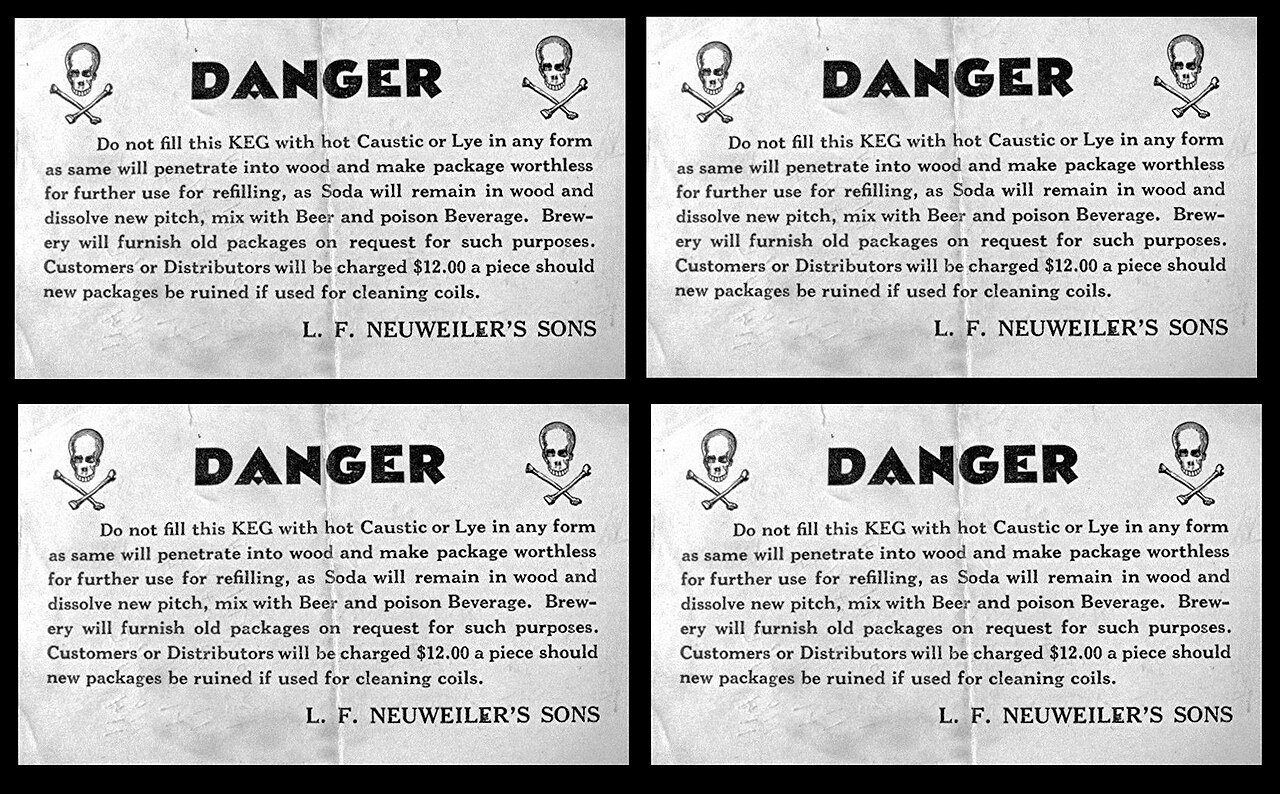 DANGER
Do not fill this KEG with hot Caustic or Lye in any form
as same will penetrate into wood and make package worthless
for further use for refilling, as Soda will remain in wood and
dissolve new pitch, mix with Beer and poison Beverage. Brew-
ery will furnish old packages on request for such purposes.
Customers or Distributors will be charged $12.00 a piece should
new packages be ruined if used for cleaning coils.
L. F. NEUWEILER'S SONS
DANGER
Do not fill this KEG with hot Caustic or Lye in any form
as same will penetrate into wood and make package worthless
for further use for refilling, as Soda will remain in wood and
dissolve new pitch, mix with Beer and poison Beverage. Brew-
ery will furnish old packages on request for such purposes.
Customers or Distributors will be charged $12.00 a piece should
new packages be ruined if used for cleaning coils.
L. F. NEUWEILER'S SONS
DANGER
Do not fill this KEG with hot Caustic or Lye in any form
as same will penetrate into wood and make package worthless
for further use for refilling, as Soda will remain in wood and
dissolve new pitch, mix with Beer and poison Beverage. Brew-
ery will furnish old packages on request for such purposes.
Customers or Distributors will be charged $12.00 a piece should
new packages be ruined if used for cleaning coils.
L. F. NEUWEILER'S SONS
DANGER
Do not fill this KEG with hot Caustic or Lye in any form
as same will penetrate into wood and make package worthless
for further use for refilling, as Soda will remain in wood and
dissolve new pitch, mix with Beer and poison Beverage. Brew-
ery will furnish old packages on request for such purposes.
Customers or Distributors will be charged $12.00 a piece should
new packages be ruined if used for cleaning coils.
L. F. NEUWEILER'S SONS